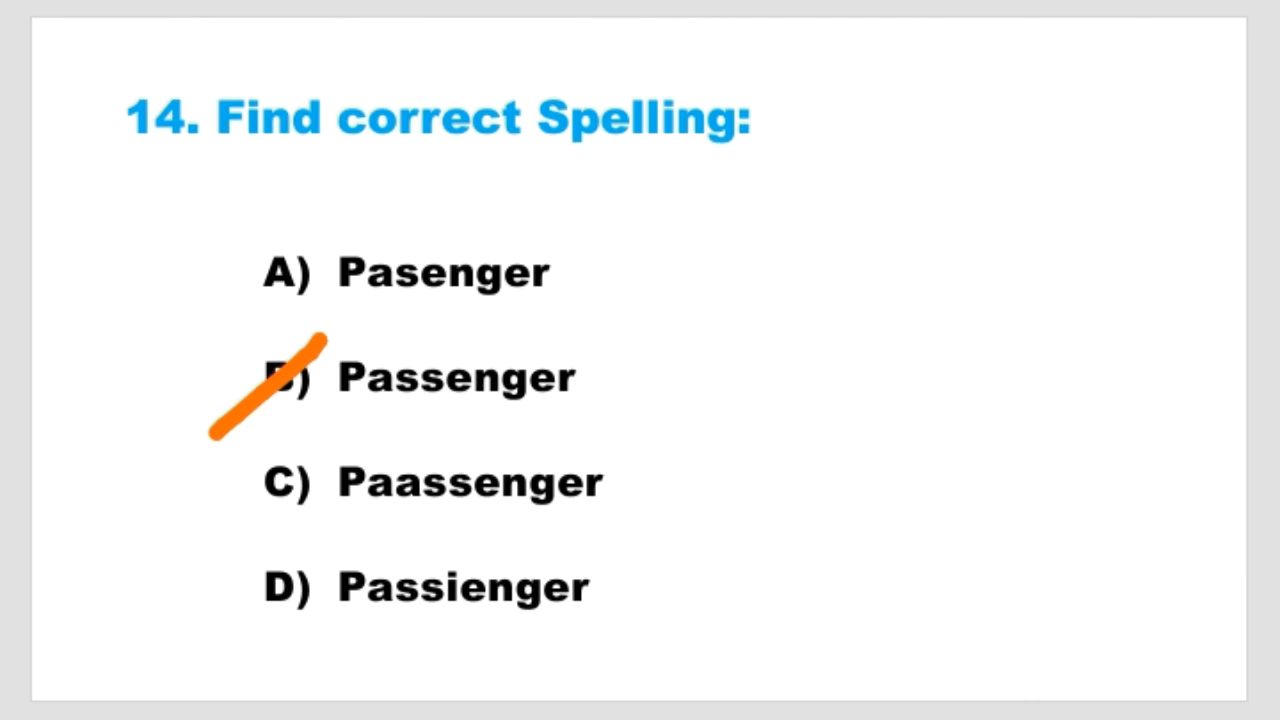 14. Find correct Spelling:
A) Pasenger
B) Passenger
C) Paassenger
D) Passienger